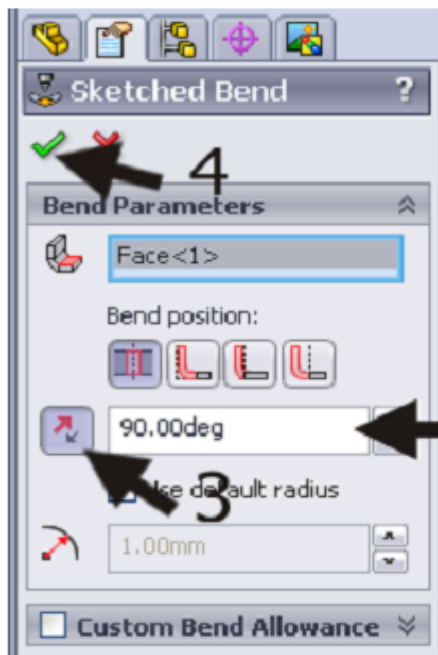 Sketched Bend ?
4
Bend Parameters
Face<1>
Bend position:
90.00deg
Use default radius
3
1.00mm
Custom Bend Allowance